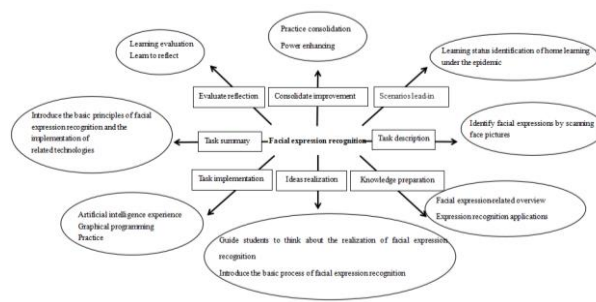 Practice consolidation
Power enhancing
Learning evaluation
Learn to reflect
Learning status identification of home learning
under the epidemic
Evaluate reflection
Consolidate improvement
Scenarios lead-in
Introduce the basic principles of facial
expression recognition and the
implementation of
related technologies
Task summary
Facial expression recognition
Task description
Identify facial expressions by scanning
face pictures
Task implementation
Ideas realization
Knowledge preparation
Artificial intelligence experience
Graphical programming
Practice
Facial expression related overview
Expression recognition applications
Guide students to think about the realization of facial expression
recognition
Introduce the basic process of facial expression recognition